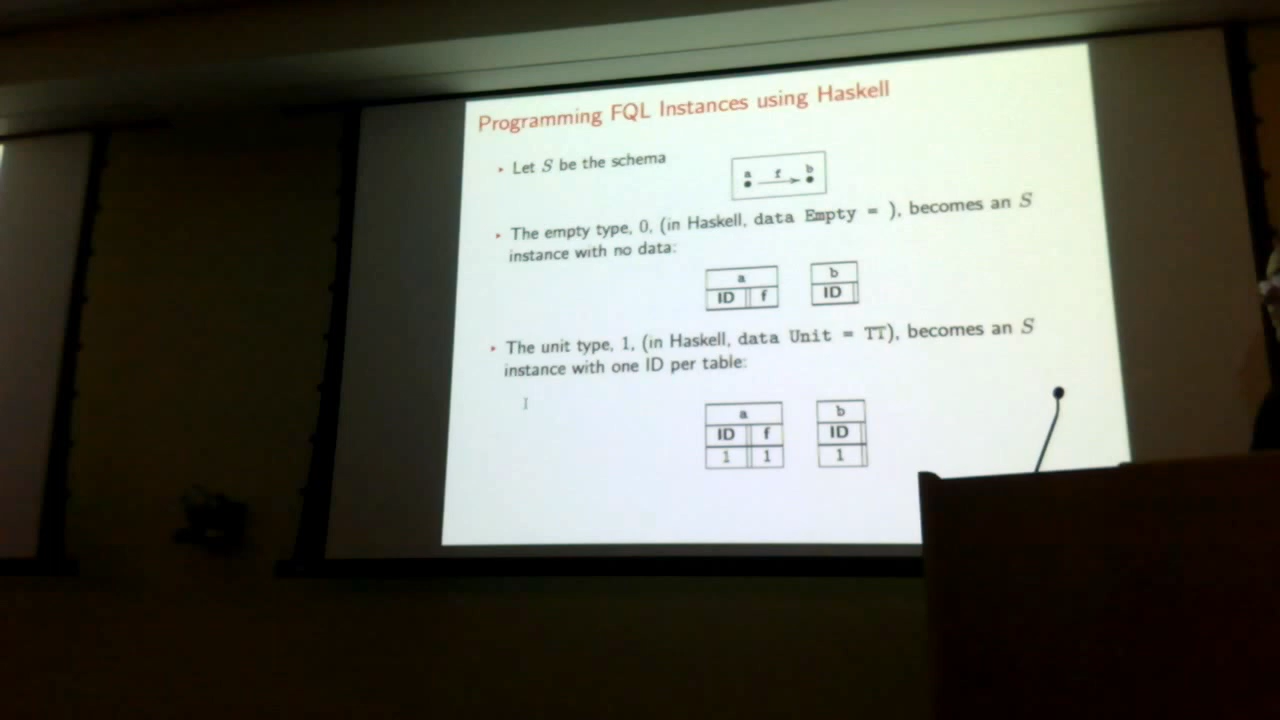 Programming FQL Instances using Haskell
‣ Let S be the schema
a f b
‣ The empty type, 0, (in Haskell, data Empty = ), becomes an S
instance with no data:
a b
ID f ID
‣ The unit type, 1, (in Haskell, data Unit = TT), becomes an S
instance with one ID per table:
a b
ID f ID
1 1 1